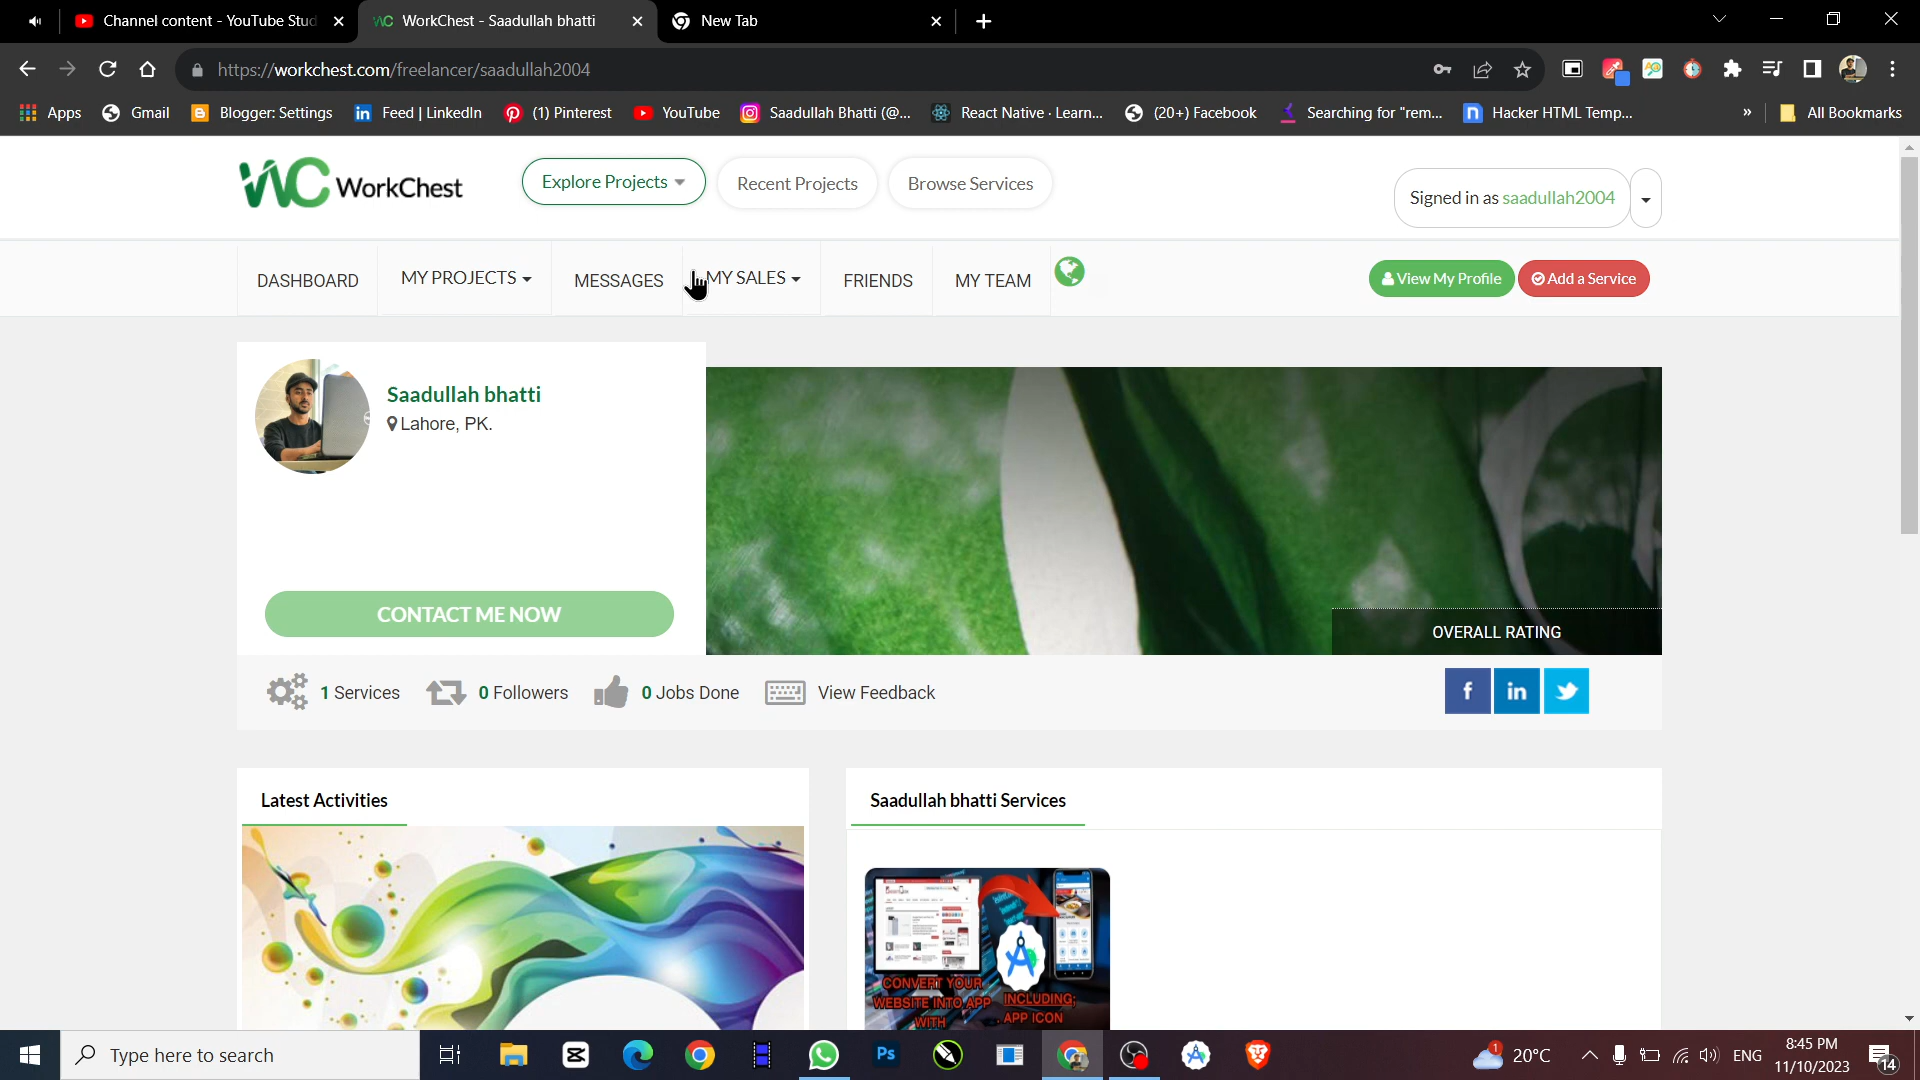 Channel content - YouTube Stud
WorkChest - Saadullah bhatti
New Tab
https://workchest.com/freelancer/saadullah2004
Apps
Gmail
Blogger: Settings
Feed | LinkedIn
(1) Pinterest
YouTube
Saadullah Bhatti (@...
React Native · Learn...
(20+) Facebook
Searching for "rem...
Hacker HTML Temp...
»
All Bookmarks
WC WorkChest
Explore Projects
Recent Projects
Browse Services
Signed in as saadullah2004
DASHBOARD
MY PROJECTS
MESSAGES
MY SALES
FRIENDS
MY TEAM
View My Profile
Add a Service
Saadullah bhatti
Lahore, PK.
CONTACT ME NOW
OVERALL RATING
1 Services
0 Followers
0 Jobs Done
View Feedback
f
in
Latest Activities
Saadullah bhatti Services
CONVERT YOUR
WEBSITE INTO APP
WITH
INCLUDING;
. APP ICON
Type here to search
Ps
1
20°C
ENG
8:45 PM
11/10/2023
14